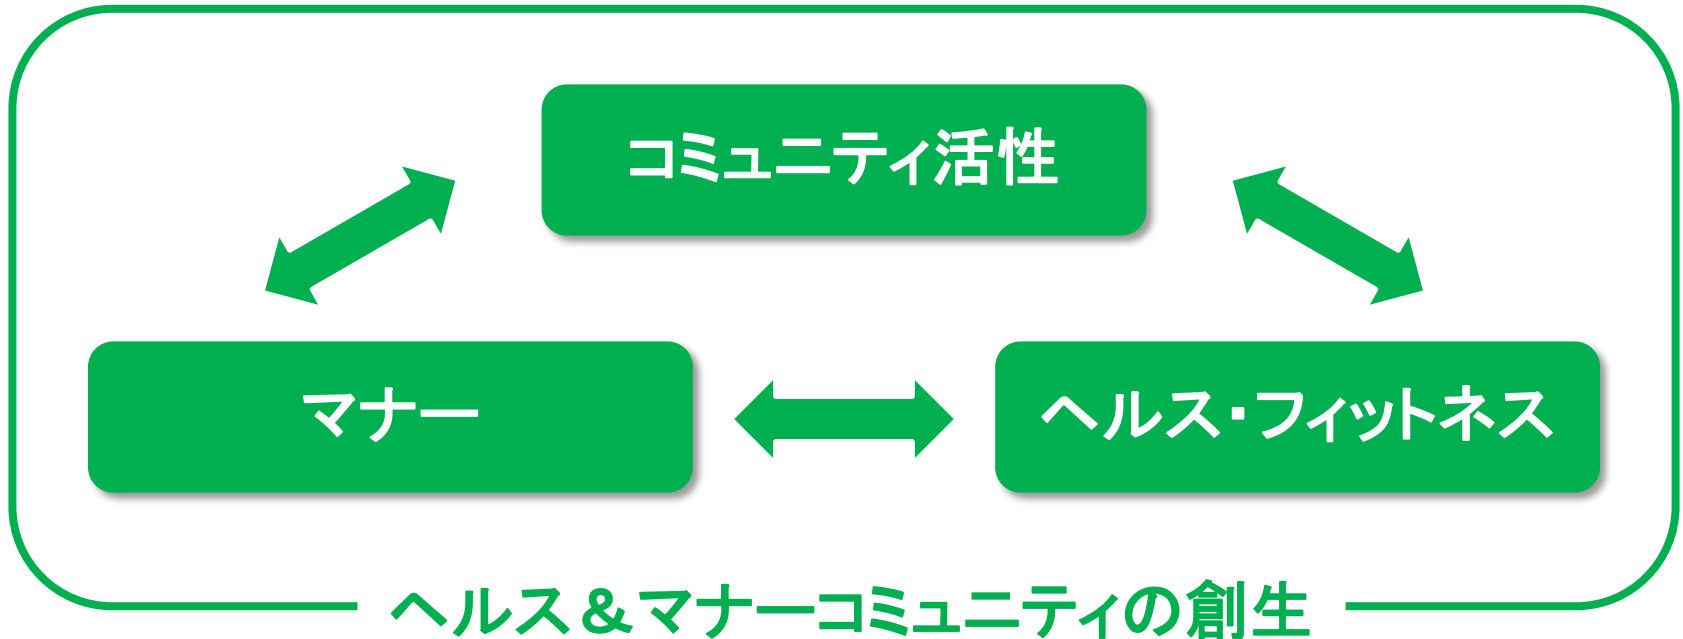 コミュニティ活性
マナー
ヘルス・フィットネス
ヘルス＆マナーコミュニティの創生